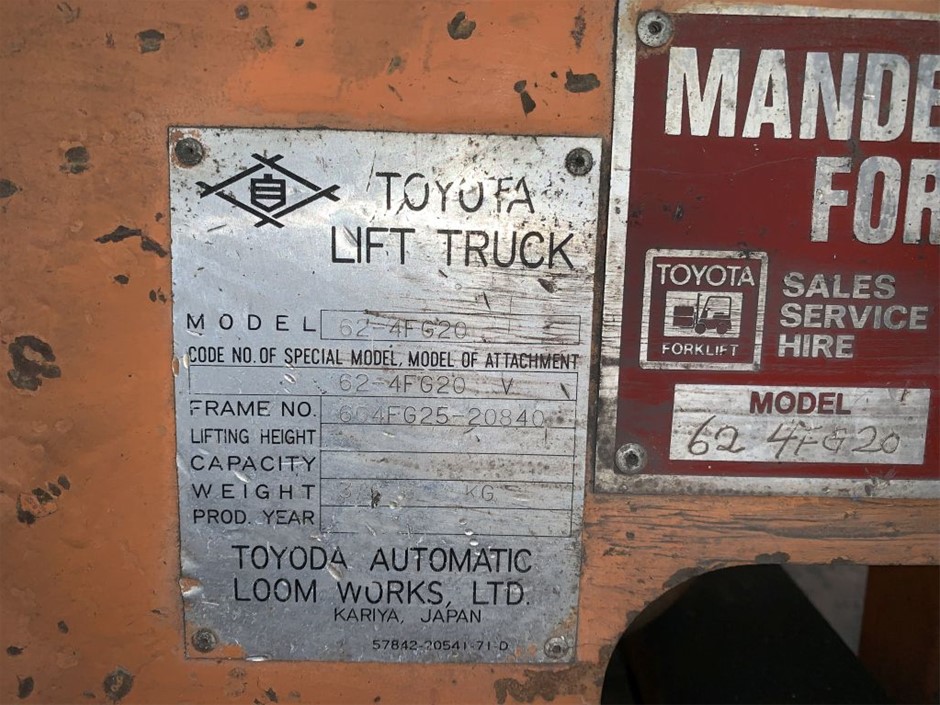 自
TOYOTA
LIFT TRUCK
MODEL 62-4FG20
CODE NO. OF SPECIAL MODEL, MODEL OF ATTACHMENT
62-4FG20 V
FRAME NO. 604FG25-20840
LIFTING HEIGHT
CAPACITY
WEIGHT KG
PROD. YEAR
TOYODA AUTOMATIC
LOOM WORKS, LTD.
KARIYA, JAPAN
57842-20541-71-D
MANDE
FOR
TOYOTA
FORKLIFT
SALES
SERVICE
HIRE
MODEL
62 4FG20